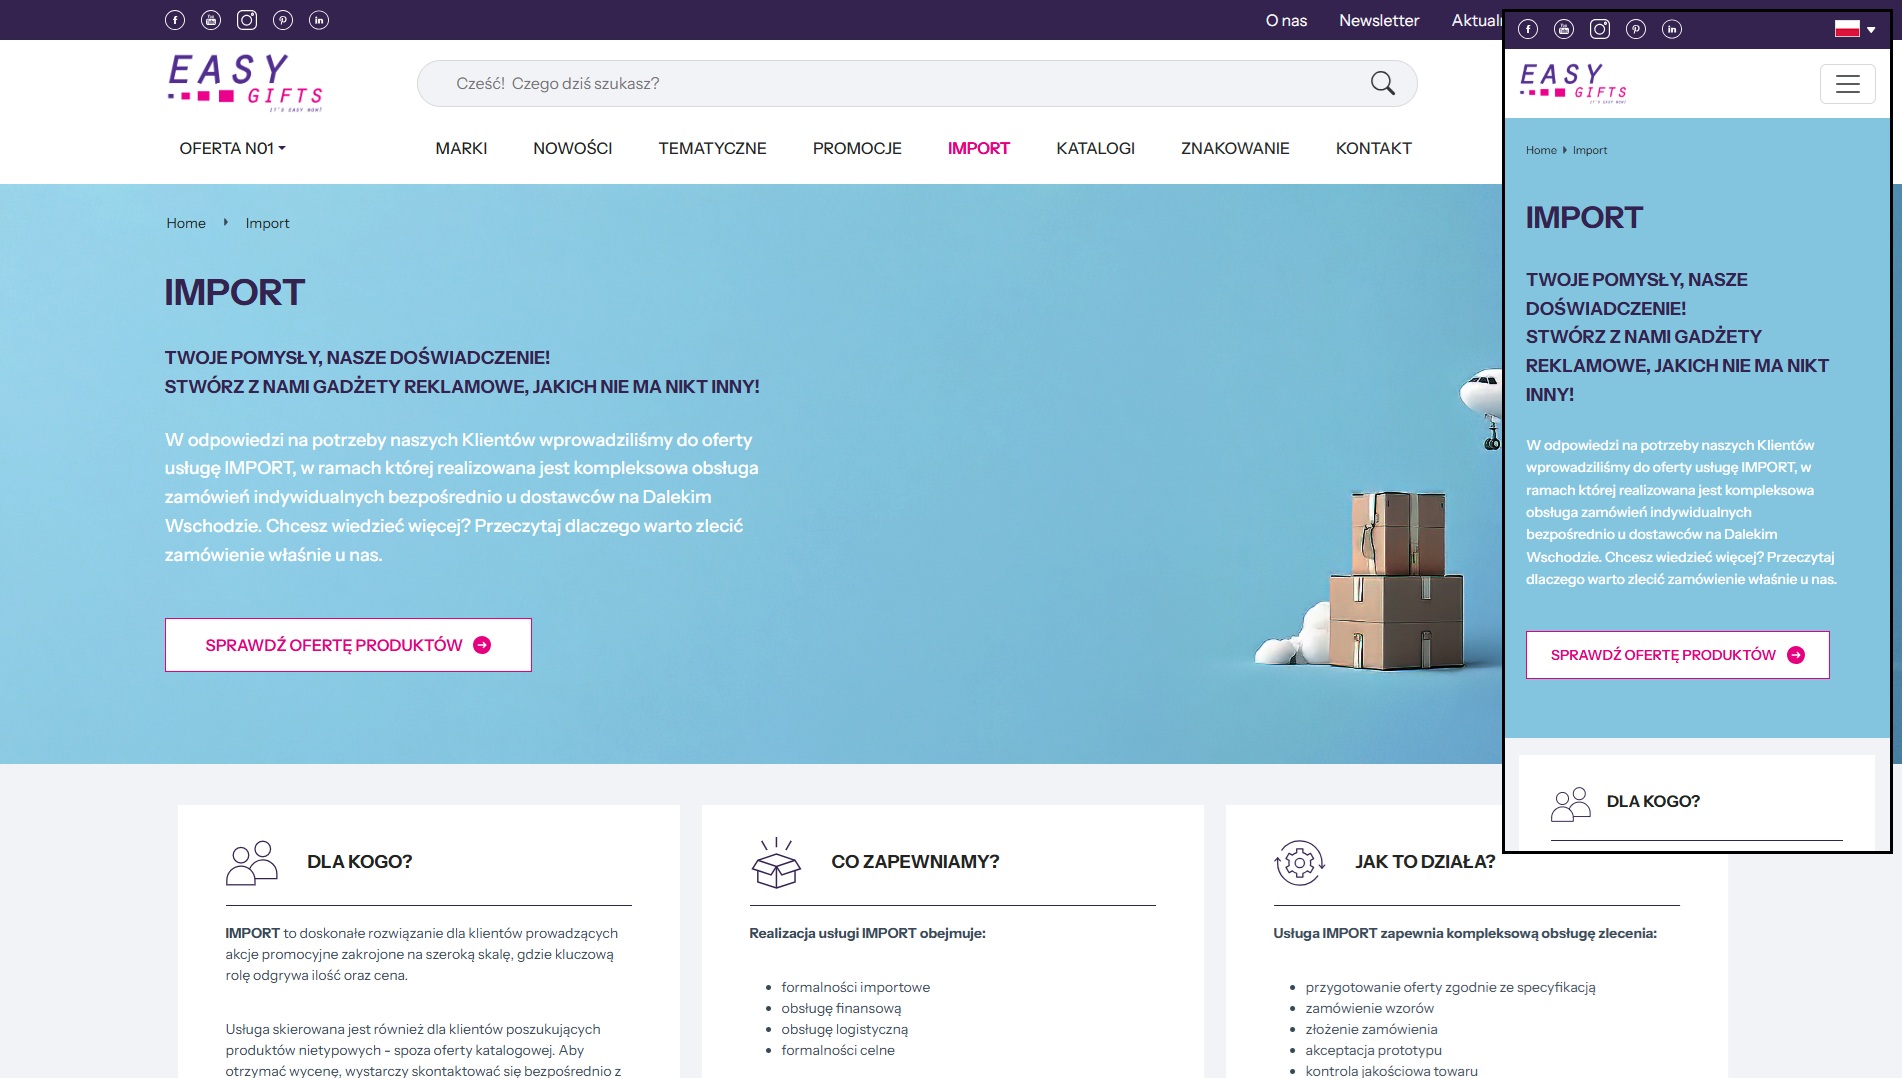 O nas
Newsletter
Aktualn
EASY
GIFTS
IT'S EASY NOW!
Cześć! Czego dziś szukasz?
OFERTA N01
MARKI
NOWOŚCI
TEMATYCZNE
PROMOCJE
IMPORT
KATALOGI
ZNAKOWANIE
KONTAKT
Home
Import
IMPORT
TWOJE POMYSŁY, NASZE DOŚWIADCZENIE!
STWÓRZ Z NAMI GADŻETY REKLAMOWE, JAKICH NIE MA NIKT INNY!
W odpowiedzi na potrzeby naszych Klientów wprowadziliśmy do oferty
usługę IMPORT, w ramach której realizowana jest kompleksowa obsługa
zamówień indywidualnych bezpośrednio u dostawców na Dalekim
Wschodzie. Chcesz wiedzieć więcej? Przeczytaj dlaczego warto zlecić
zamówienie właśnie u nas.
SPRAWDŹ OFERTĘ PRODUKTÓW
DLA KOGO?
IMPORT to doskonałe rozwiązanie dla klientów prowadzących
akcje promocyjne zakrojone na szeroką skalę, gdzie kluczową
rolę odgrywa ilość oraz cena.
Usługa skierowana jest również dla klientów poszukujących
produktów nietypowych - spoza oferty katalogowej. Aby
otrzymać wycenę, wystarczy skontaktować się bezpośrednio z
CO ZAPEWNIAMY?
Realizacja usługi IMPORT obejmuje:
formalności importowe
obsługę finansową
obsługę logistyczną
formalności celne
JAK TO DZIAŁA?
Usługa IMPORT zapewnia kompleksową obsługę zlecenia:
przygotowanie oferty zgodnie ze specyfikacją
zamówienie wzorów
złożenie zamówienia
akceptacja prototypu
kontrola jakościowa towaru
EASY
GIFTS
IT'S EASY NOW!
Home
Import
IMPORT
TWOJE POMYSŁY, NASZE
DOŚWIADCZENIE!
STWÓRZ Z NAMI GADŻETY
REKLAMOWE, JAKICH NIE MA NIKT
INNY!
W odpowiedzi na potrzeby naszych Klientów
wprowadziliśmy do oferty usługę IMPORT, w
ramach której realizowana jest kompleksowa
obsługa zamówień indywidualnych
bezpośrednio u dostawców na Dalekim
Wschodzie. Chcesz wiedzieć więcej? Przeczytaj
dlaczego warto zlecić zamówienie właśnie u nas.
SPRAWDŹ OFERTĘ PRODUKTÓW
DLA KOGO?